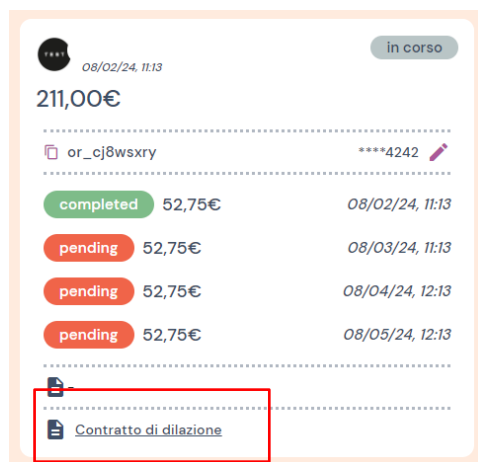 TEST
in corso
08/02/24, 11:13
211,00€
or_cj8wsxry ****4242
completed 52,75€ 08/02/24, 11:13
pending 52,75€ 08/03/24, 11:13
pending 52,75€ 08/04/24, 12:13
pending 52,75€ 08/05/24, 12:13
-
Contratto di dilazione